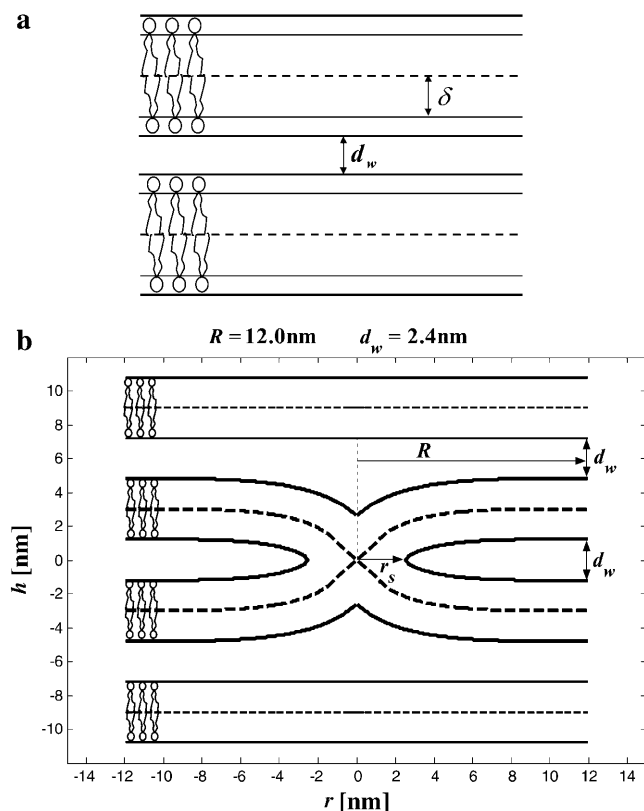 a
δ
d_w
b
R = 12.0nm d_w = 2.4nm
10
8
6
4
2
0
-2
-4
-6
-8
-10
h [nm]
R
d_w
r_s
d_w
-14 -12 -10 -8 -6 -4 -2 0 2 4 6 8 10 12 14
r [nm]